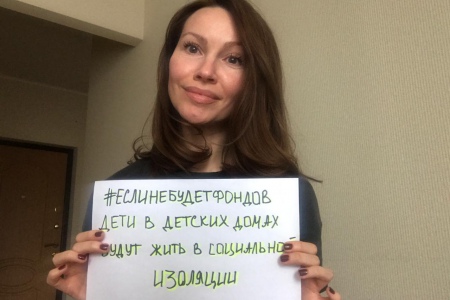 #ЕСЛИНЕБУДЕТФОНДОВ
ДЕТИ В ДЕТСКИХ ДОМАХ
БУДУТ ЖИТЬ В СОЦИАЛЬНОЙ
ИЗОЛЯЦИИ